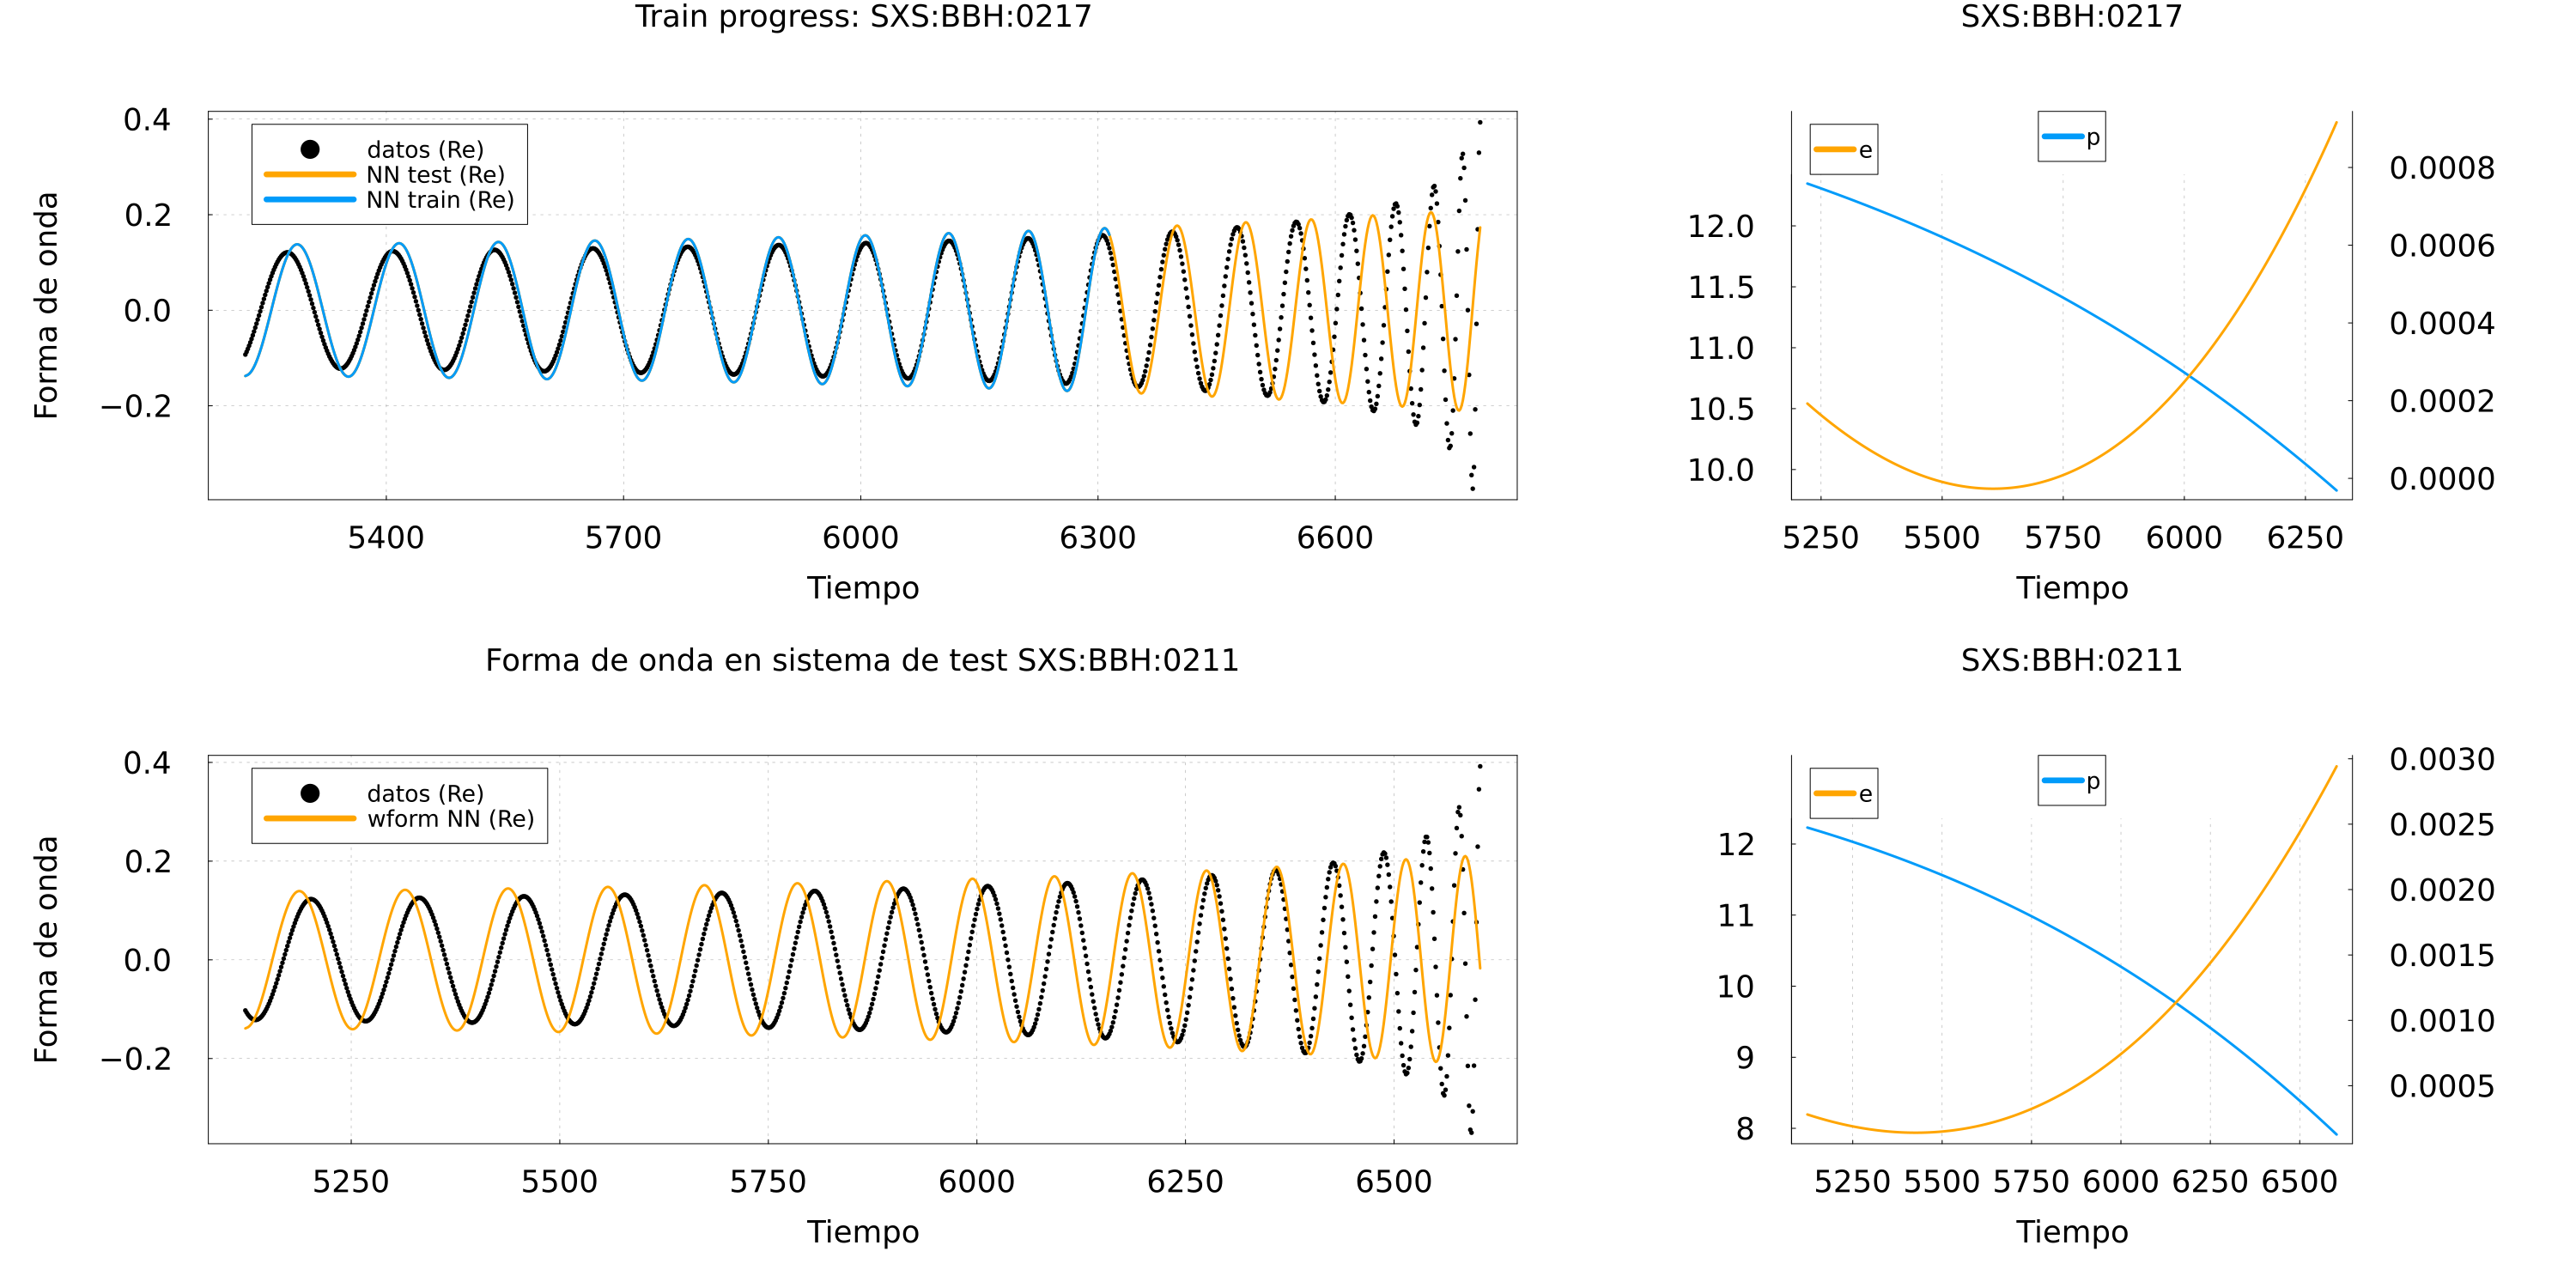 Train progress: SXS:BBH:0217
Forma de onda
0.4
0.2
0.0
−0.2
datos (Re)
NN test (Re)
NN train (Re)
5400 5700 6000 6300 6600
Tiempo
SXS:BBH:0217
e
p
12.0
11.5
11.0
10.5
10.0
0.0008
0.0006
0.0004
0.0002
0.0000
5250 5500 5750 6000 6250
Tiempo
Forma de onda en sistema de test SXS:BBH:0211
Forma de onda
0.4
0.2
0.0
−0.2
datos (Re)
wform NN (Re)
5250 5500 5750 6000 6250 6500
Tiempo
SXS:BBH:0211
e
p
12
11
10
9
8
0.0030
0.0025
0.0020
0.0015
0.0010
0.0005
5250 5500 5750 6000 6250 6500
Tiempo